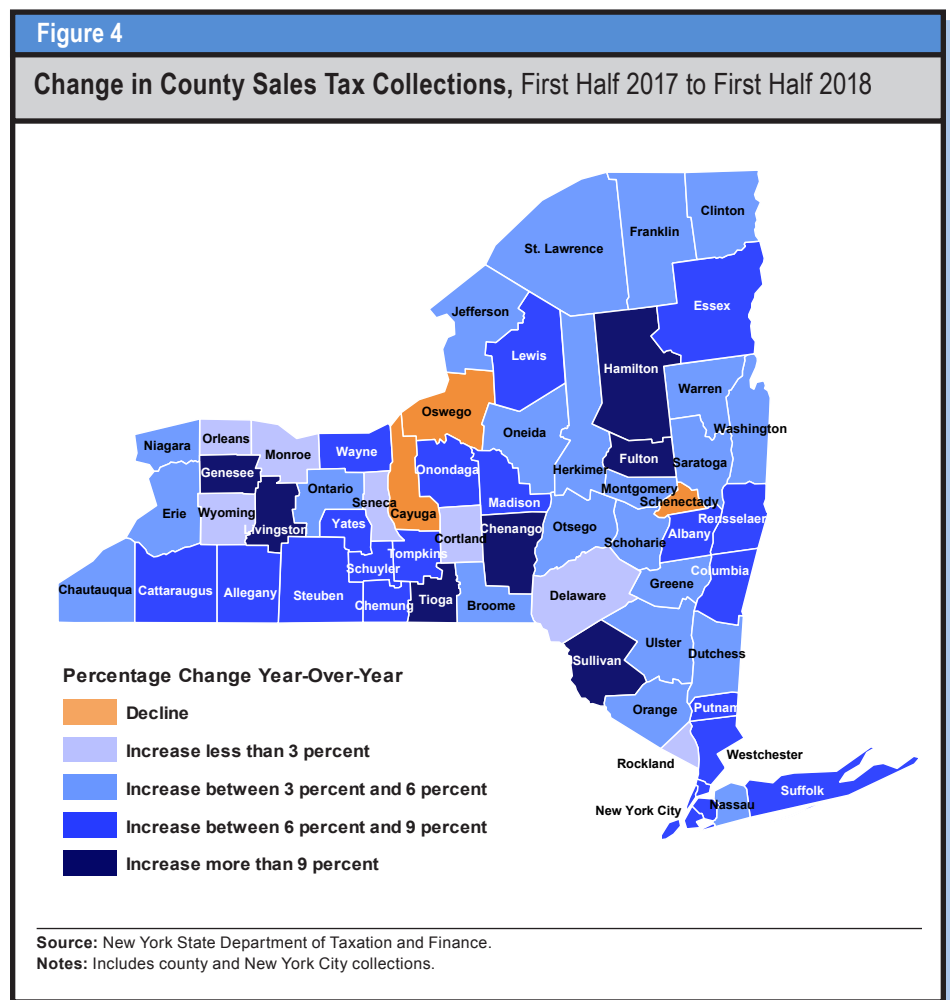 Figure 4
Change in County Sales Tax Collections, First Half 2017 to First Half 2018
Clinton
Franklin
St. Lawrence
Essex
Jefferson
Lewis
Hamilton
Warren
Oswego
Washington
Oneida
Orleans
Niagara
Monroe
Wayne
Herkimer
Fulton
Saratoga
Genesee
Onondaga
Ontario
Seneca
Montgomery
Schenectady
Madison
Wyoming
Erie
Cayuga
Rensselaer
Livingston
Yates
Chenango
Otsego
Albany
Cortland
Schoharie
Tompkins
Schuyler
Columbia
Greene
Chautauqua
Cattaraugus
Allegany
Steuben
Chemung
Tioga
Broome
Delaware
Ulster
Dutchess
Sullivan
Orange
Putnam
Rockland
Westchester
Suffolk
Nassau
New York City
Percentage Change Year-Over-Year
Decline
Increase less than 3 percent
Increase between 3 percent and 6 percent
Increase between 6 percent and 9 percent
Increase more than 9 percent
Source: New York State Department of Taxation and Finance.
Notes: Includes county and New York City collections.